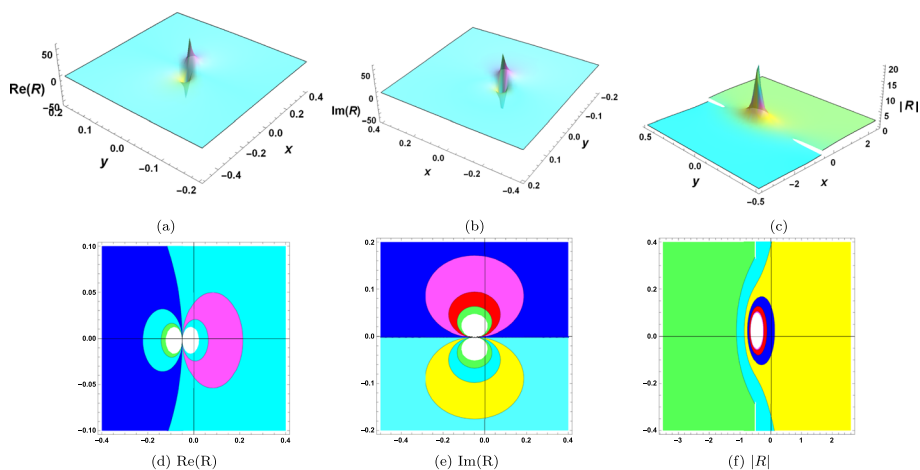 50
0
−50
Re(R)
0.2
0.1
0.0
−0.1
−0.2
y
0.4
0.2
0.0
−0.2
−0.4
x
(a)
50
0
−50
Im(R)
0.4
0.2
0.0
−0.2
−0.4
x
−0.2
−0.1
0.0
0.1
0.2
y
(b)
20
15
10
5
0
|R|
0.5
0.0
−0.5
y
2
0
−2
x
(c)
0.10
0.05
0.00
−0.05
−0.10
−0.4 −0.2 0.0 0.2 0.4
(d) Re(R)
0.2
0.1
0.0
−0.1
−0.2
−0.4 −0.2 0.0 0.2 0.4
(e) Im(R)
0.4
0.2
0.0
−0.2
−0.4
−3 −2 −1 0 1 2
(f) |R|